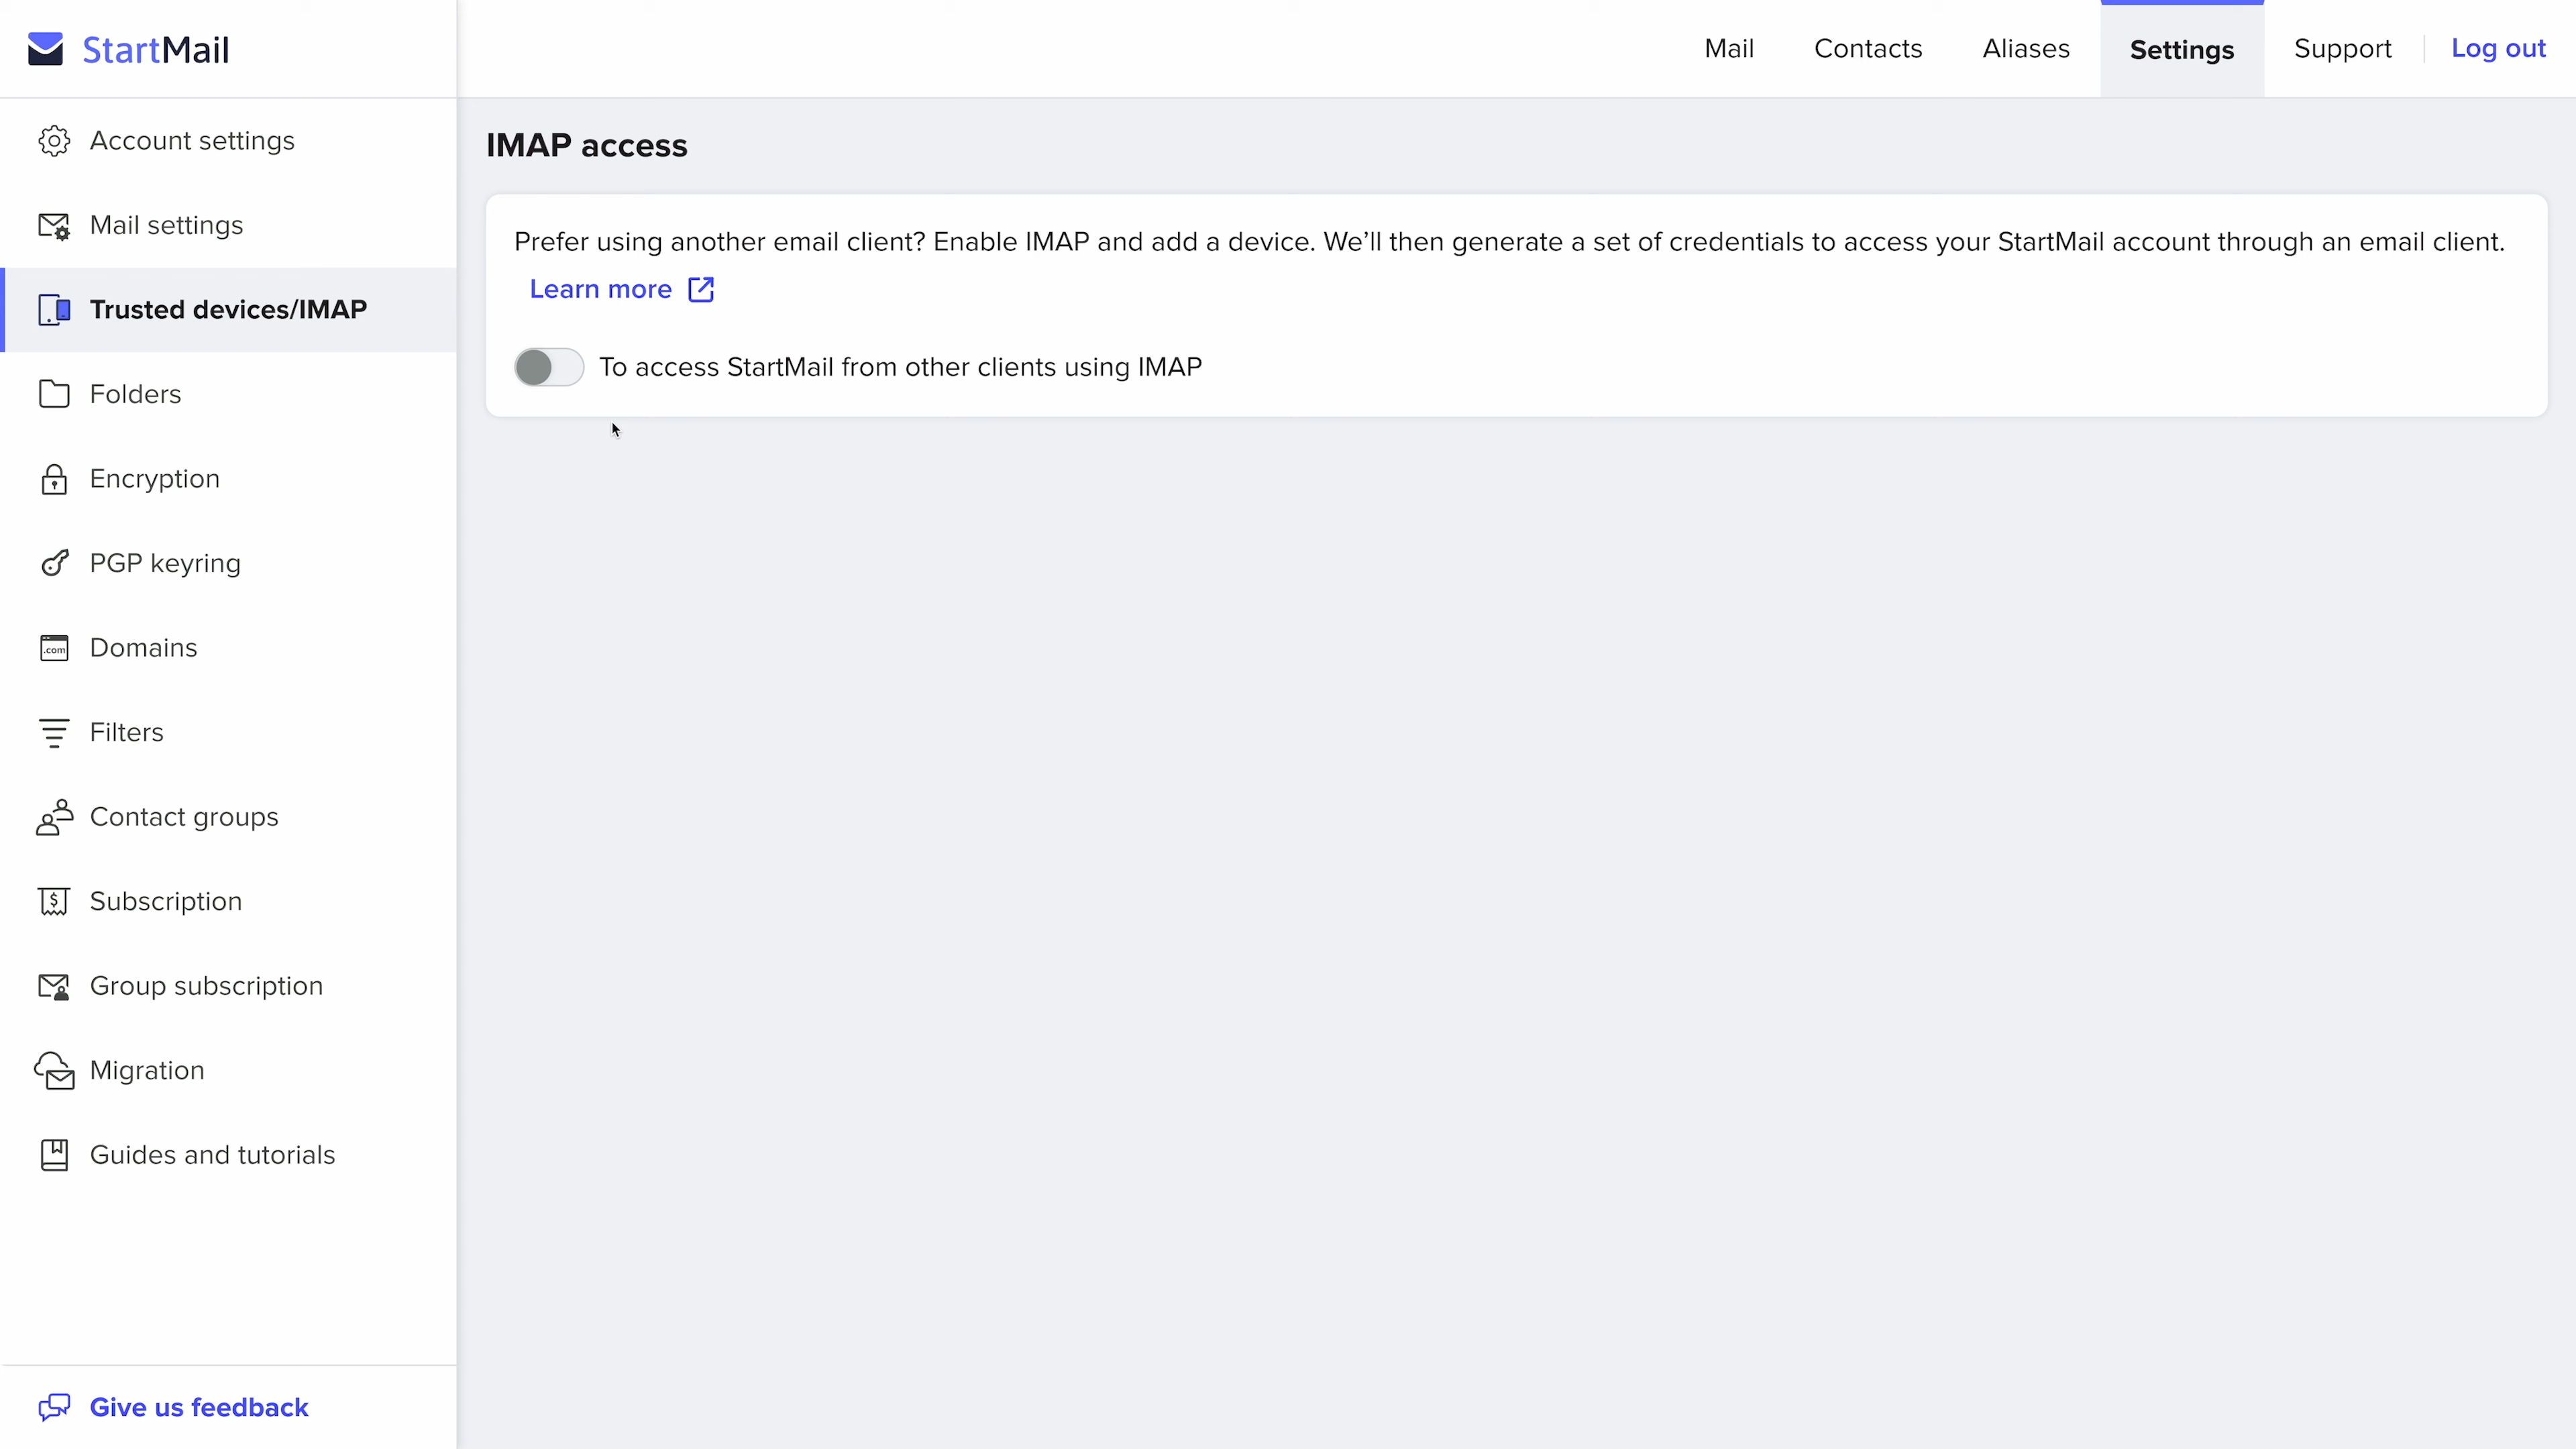 StartMail
Mail
Contacts
Aliases
Settings
Support
Log out
Account settings
Mail settings
Trusted devices/IMAP
Folders
Encryption
PGP keyring
.com
Domains
Filters
Contact groups
$
Subscription
Group subscription
Migration
Guides and tutorials
Give us feedback
IMAP access
Prefer using another email client? Enable IMAP and add a device. We’ll then generate a set of credentials to access your StartMail account through an email client.
Learn more
To access StartMail from other clients using IMAP